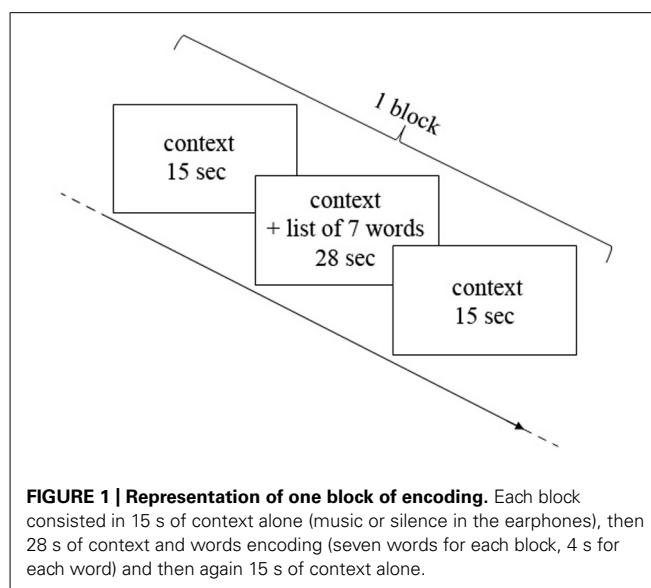 1 block
context
15 sec
context
+ list of 7 words
28 sec
context
15 sec
FIGURE 1 | Representation of one block of encoding. Each block
consisted in 15 s of context alone (music or silence in the earphones), then
28 s of context and words encoding (seven words for each block, 4 s for
each word) and then again 15 s of context alone.